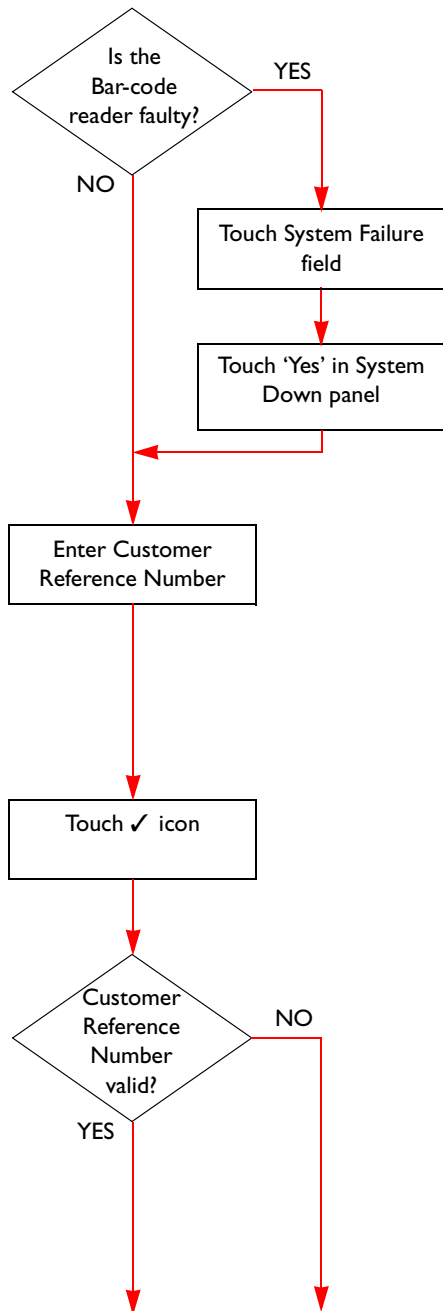 Is the
Bar-code
reader faulty?
YES
NO
Touch System Failure
field
Touch ‘Yes’ in System
Down panel
Enter Customer
Reference Number
Touch ✓ icon
Customer
Reference
Number
valid?
NO
YES